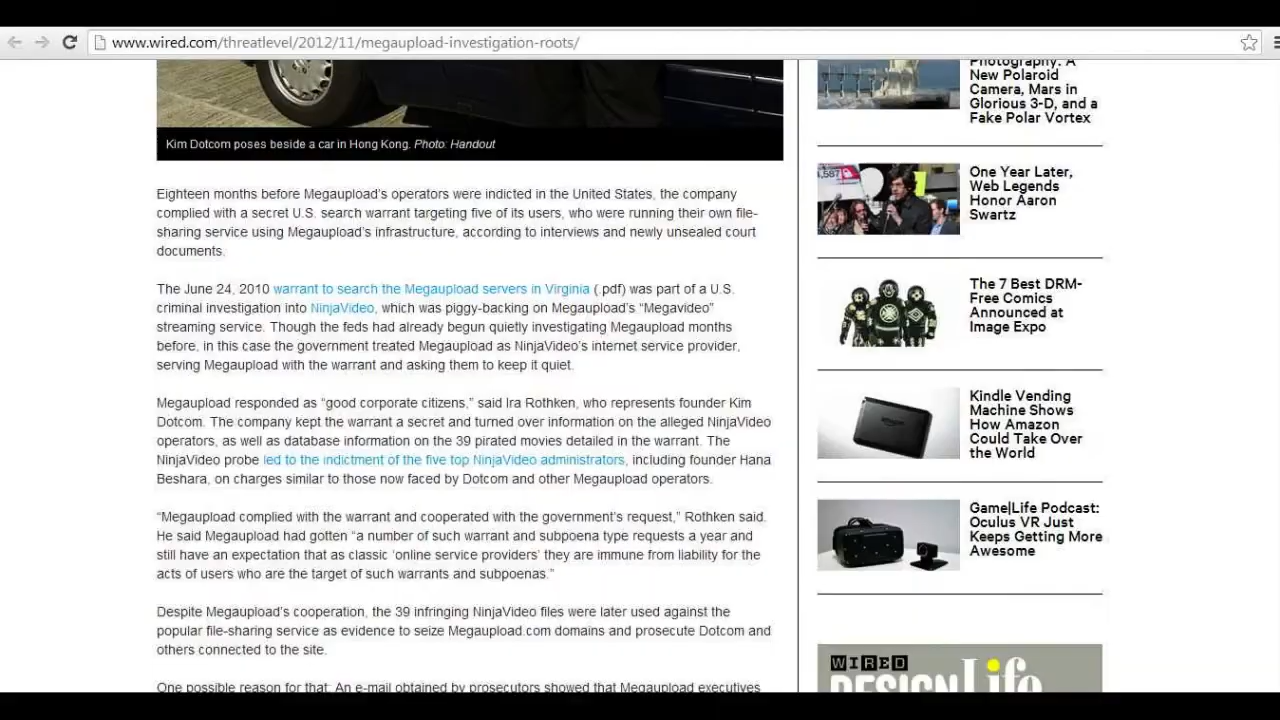 www.wired.com/threatlevel/2012/11/megaupload-investigation-roots/
Kim Dotcom poses beside a car in Hong Kong. Photo: Handout
Eighteen months before Megaupload’s operators were indicted in the United States, the company
complied with a secret U.S. search warrant targeting five of its users, who were running their own file-
sharing service using Megaupload’s infrastructure, according to interviews and newly unsealed court
documents.
The June 24, 2010 warrant to search the Megaupload servers in Virginia (.pdf) was part of a U.S.
criminal investigation into NinjaVideo, which was piggy-backing on Megaupload’s “Megavideo”
streaming service. Though the feds had already begun quietly investigating Megaupload months
before, in this case the government treated Megaupload as NinjaVideo’s internet service provider,
serving Megaupload with the warrant and asking them to keep it quiet.
Megaupload responded as “good corporate citizens,” said Ira Rothken, who represents founder Kim
Dotcom. The company kept the warrant a secret and turned over information on the alleged NinjaVideo
operators, as well as database information on the 39 pirated movies detailed in the warrant. The
NinjaVideo probe led to the indictment of the five top NinjaVideo administrators, including founder Hana
Beshara, on charges similar to those now faced by Dotcom and other Megaupload operators.
“Megaupload complied with the warrant and cooperated with the government’s request,” Rothken said.
He said Megaupload had gotten “a number of such warrant and subpoena type requests a year and
still have an expectation that as classic ‘online service providers’ they are immune from liability for the
acts of users who are the target of such warrants and subpoenas.”
Despite Megaupload’s cooperation, the 39 infringing NinjaVideo files were later used against the
popular file-sharing service as evidence to seize Megaupload.com domains and prosecute Dotcom and
others connected to the site.
One possible reason for that: An e-mail obtained by prosecutors showed that Megaupload executives
Photography: A
New Polaroid
Camera, Mars in
Glorious 3-D, and a
Fake Polar Vortex
One Year Later,
Web Legends
Honor Aaron
Swartz
The 7 Best DRM-
Free Comics
Announced at
Image Expo
Kindle Vending
Machine Shows
How Amazon
Could Take Over
the World
Game|Life Podcast:
Oculus VR Just
Keeps Getting More
Awesome
WIRED
DESIGN Life